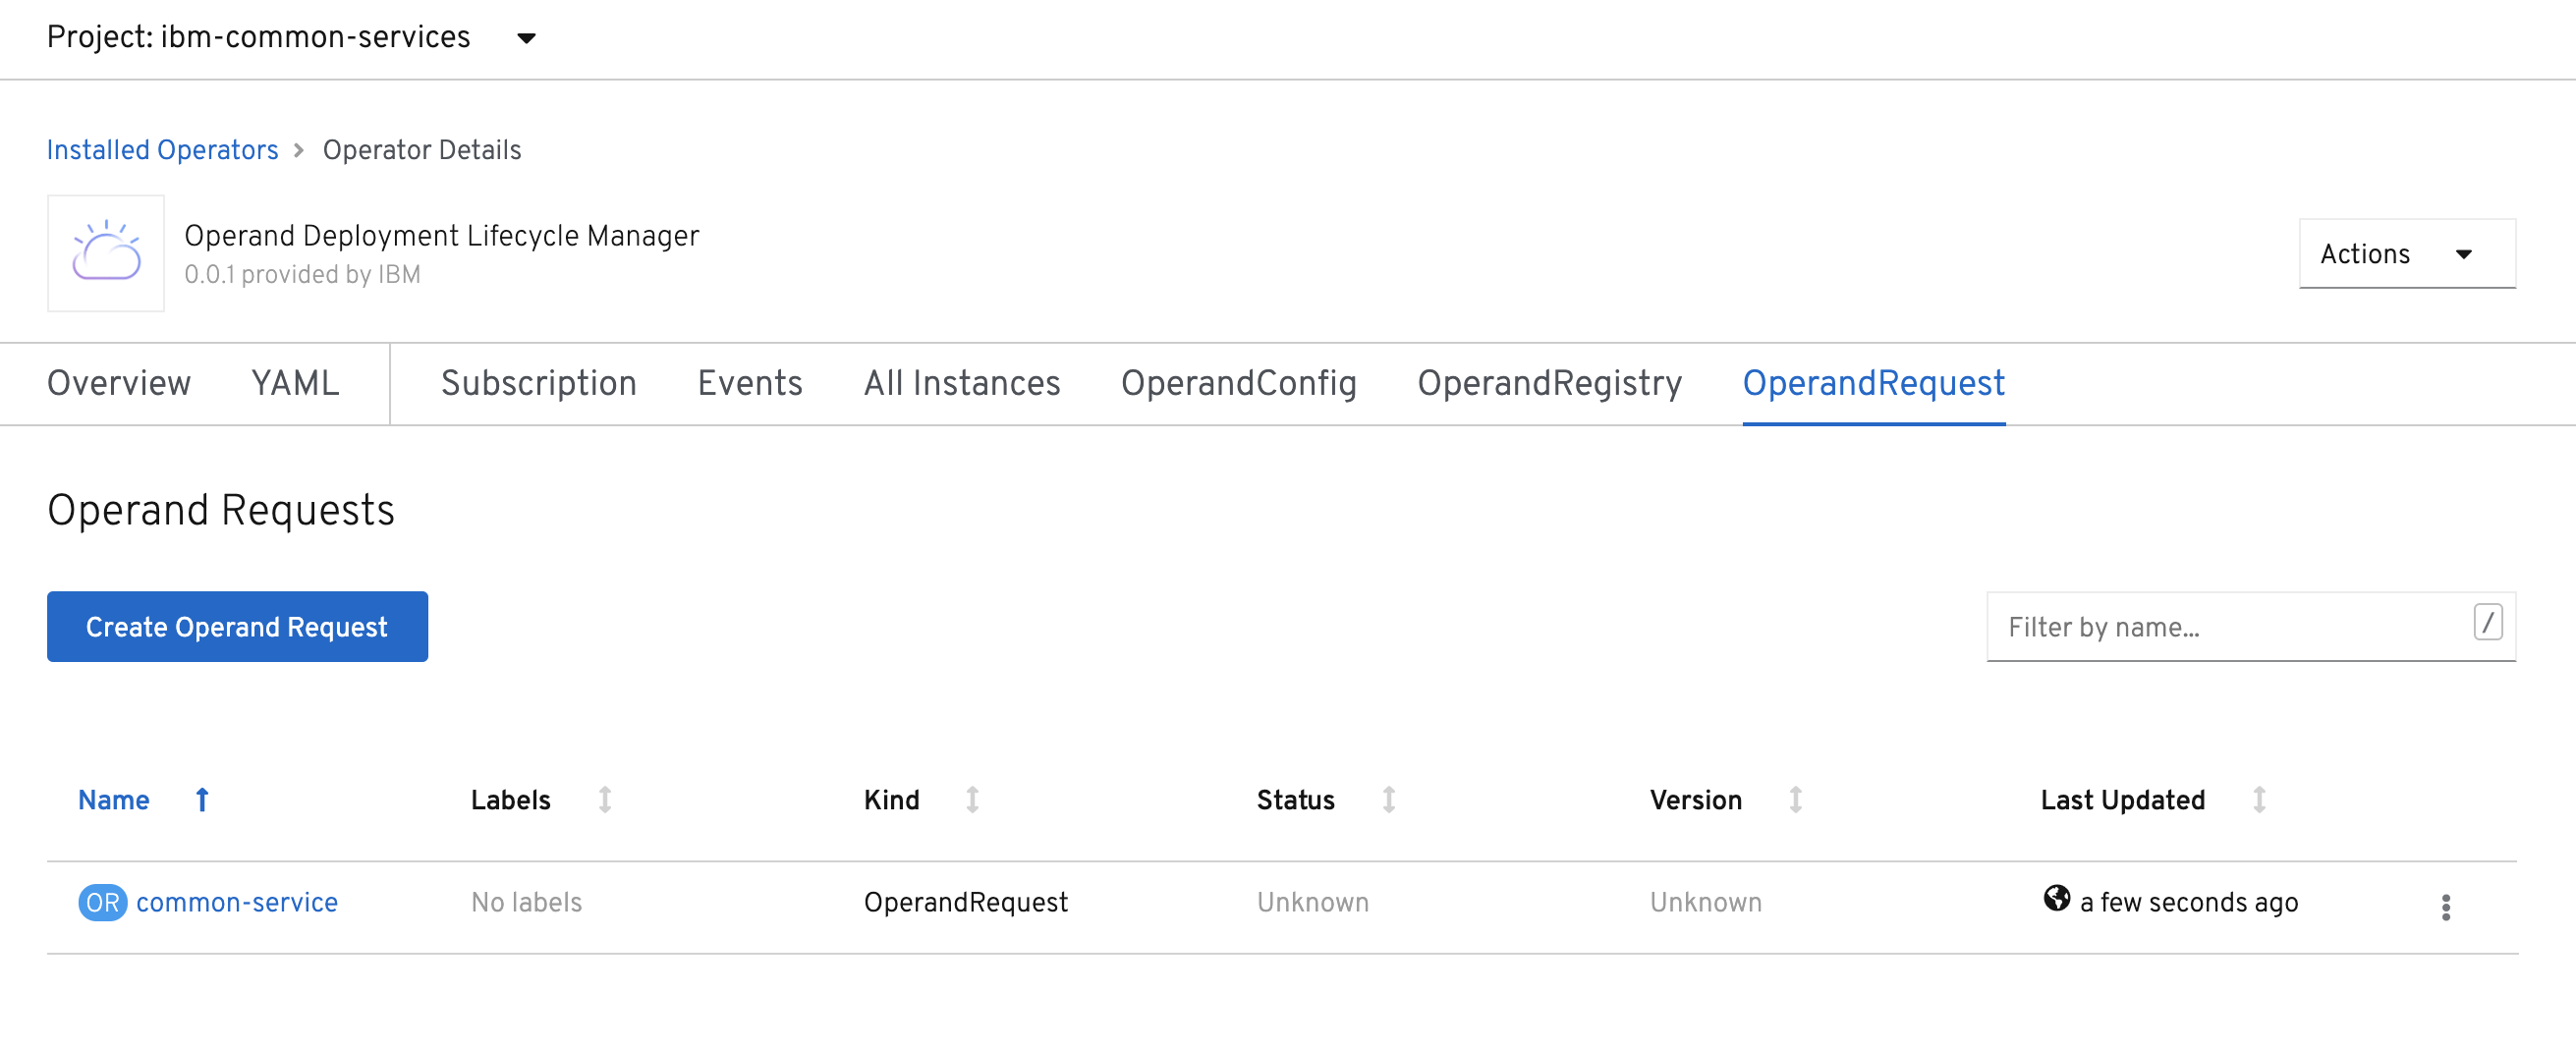 Project: ibm-common-services
Installed Operators > Operator Details
Operand Deployment Lifecycle Manager
0.0.1 provided by IBM
Actions
Overview YAML Subscription Events All Instances OperandConfig OperandRegistry OperandRequest
Operand Requests
Create Operand Request
Filter by name...
/
Name Labels Kind Status Version Last Updated
OR common-service No labels OperandRequest Unknown Unknown a few seconds ago